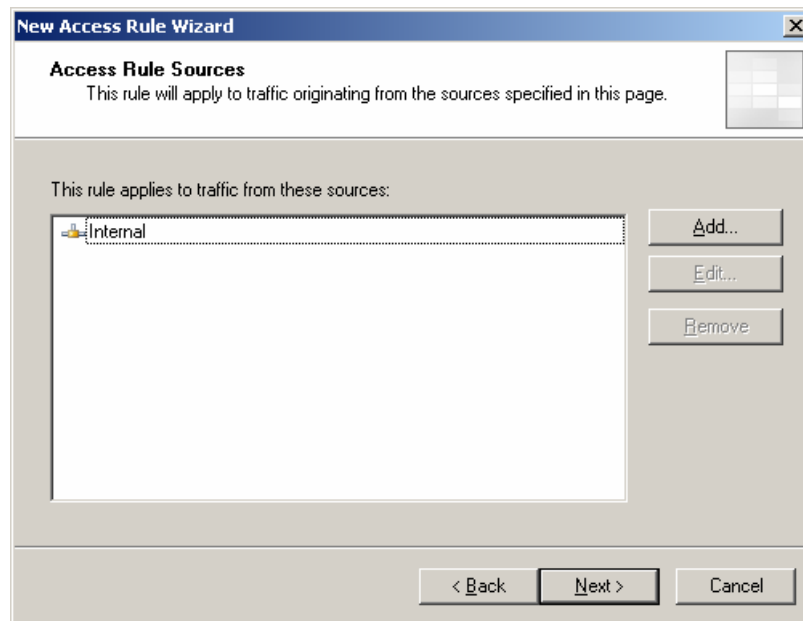 New Access Rule Wizard
Access Rule Sources
This rule will apply to traffic originating from the sources specified in this page.
This rule applies to traffic from these sources:
Internal
Add...
Edit...
Remove
< Back
Next >
Cancel